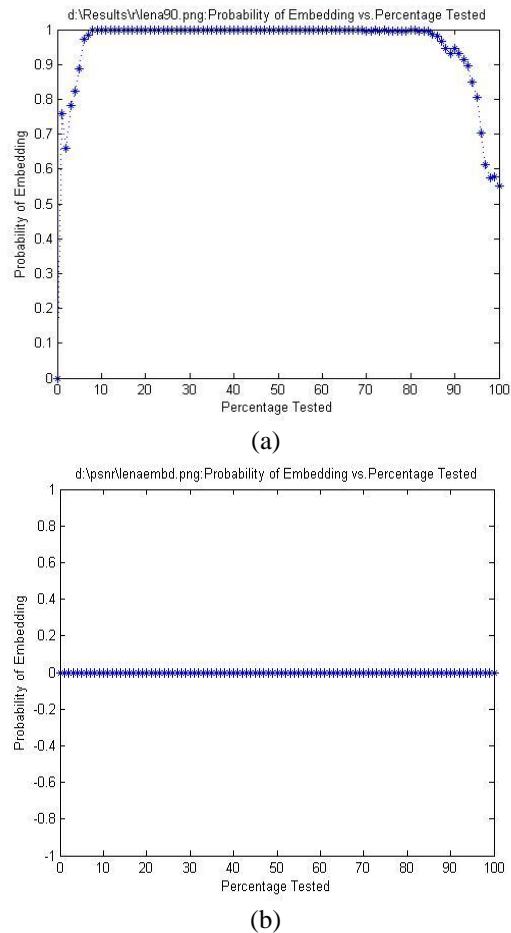 d:\Results\r\lena90.png:Probability of Embedding vs.Percentage Tested
1
0.9
0.8
0.7
0.6
0.5
0.4
0.3
0.2
0.1
0
Probability of Embedding
0 10 20 30 40 50 60 70 80 90 100
Percentage Tested
(a)
d:\psnr\lenaembd.png:Probability of Embedding vs.Percentage Tested
1
0.8
0.6
0.4
0.2
0
-0.2
-0.4
-0.6
-0.8
-1
Probability of Embedding
0 10 20 30 40 50 60 70 80 90 100
Percentage Tested
(b)